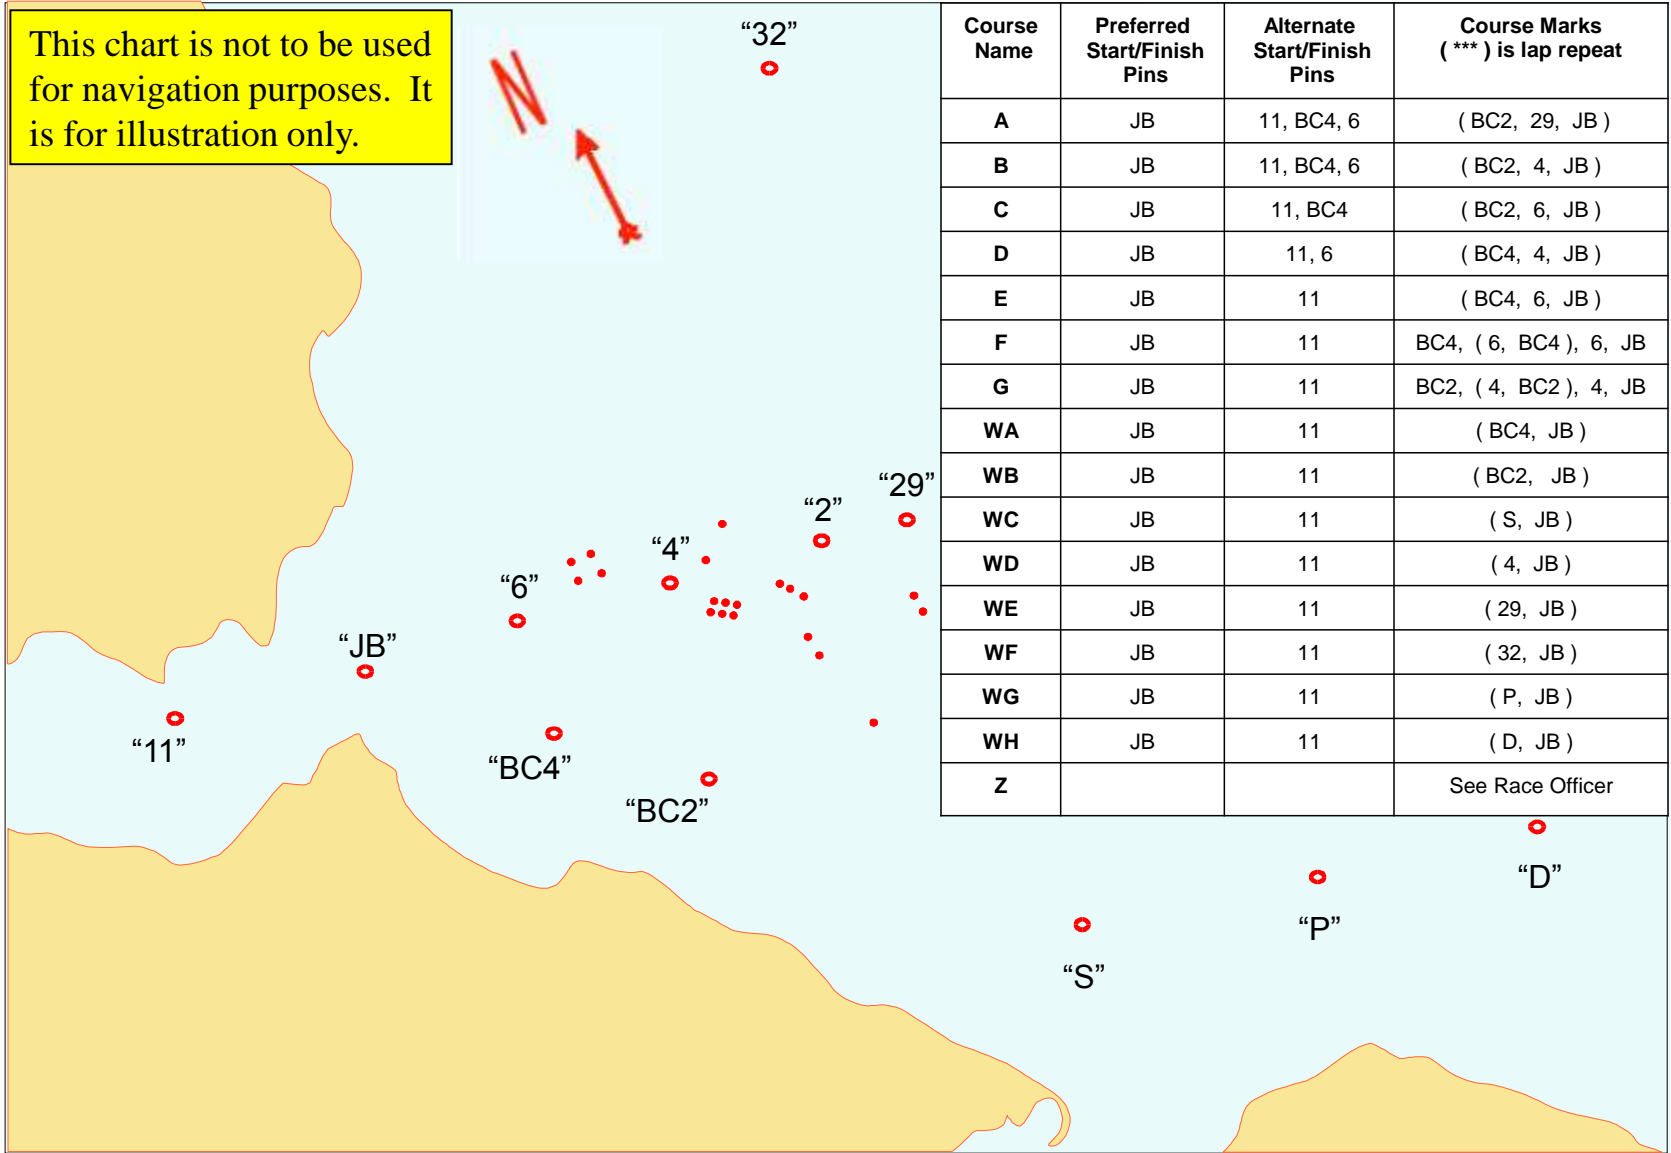 This chart is not to be used
for navigation purposes. It
is for illustration only.
N
“32”
“29”
“2”
“4”
“6”
“JB”
“11”
“BC4”
“BC2”
“D”
“P”
“S”
Course Name Preferred Start/Finish Pins Alternate Start/Finish Pins Course Marks ( *** ) is lap repeat
A JB 11, BC4, 6 ( BC2, 29, JB )
B JB 11, BC4, 6 ( BC2, 4, JB )
C JB 11, BC4 ( BC2, 6, JB )
D JB 11, 6 ( BC4, 4, JB )
E JB 11 ( BC4, 6, JB )
F JB 11 BC4, ( 6, BC4 ), 6, JB
G JB 11 BC2, ( 4, BC2 ), 4, JB
WA JB 11 ( BC4, JB )
WB JB 11 ( BC2, JB )
WC JB 11 ( S, JB )
WD JB 11 ( 4, JB )
WE JB 11 ( 29, JB )
WF JB 11 ( 32, JB )
WG JB 11 ( P, JB )
WH JB 11 ( D, JB )
Z See Race Officer